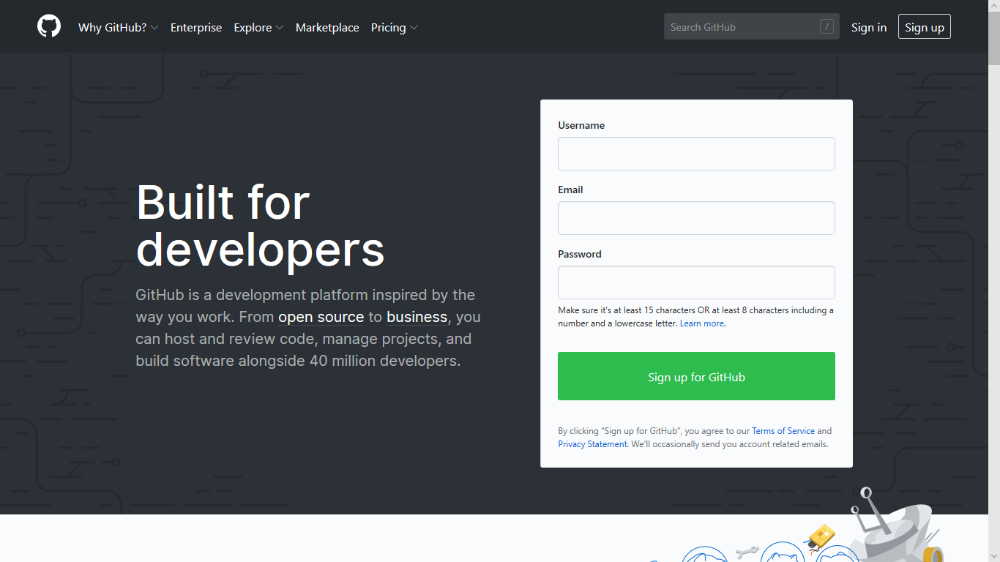 Why GitHub? Enterprise Explore Marketplace Pricing Search GitHub / Sign in Sign up
Built for
developers
GitHub is a development platform inspired by the
way you work. From open source to business, you
can host and review code, manage projects, and
build software alongside 40 million developers.
Username
Email
Password
Make sure it's at least 15 characters OR at least 8 characters including a
number and a lowercase letter. Learn more.
Sign up for GitHub
By clicking “Sign up for GitHub”, you agree to our Terms of Service and
Privacy Statement. We’ll occasionally send you account related emails.